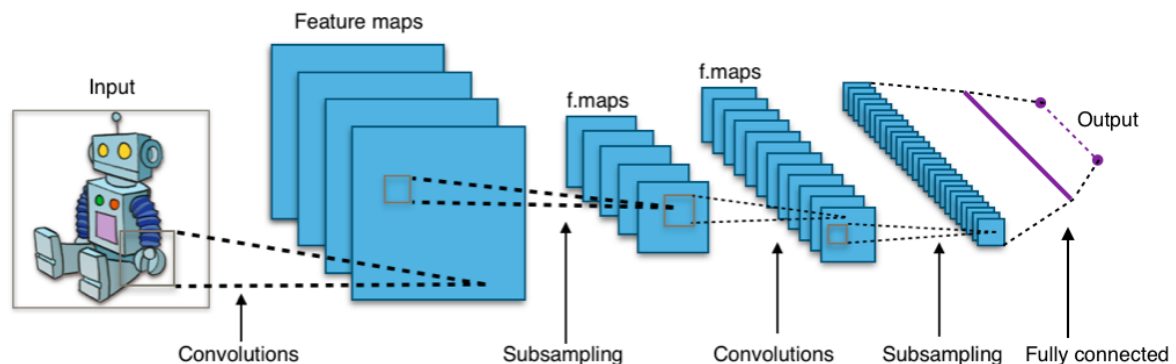 Feature maps
Input
f.maps
f.maps
Output
Convolutions
Subsampling
Convolutions
Subsampling
Fully connected